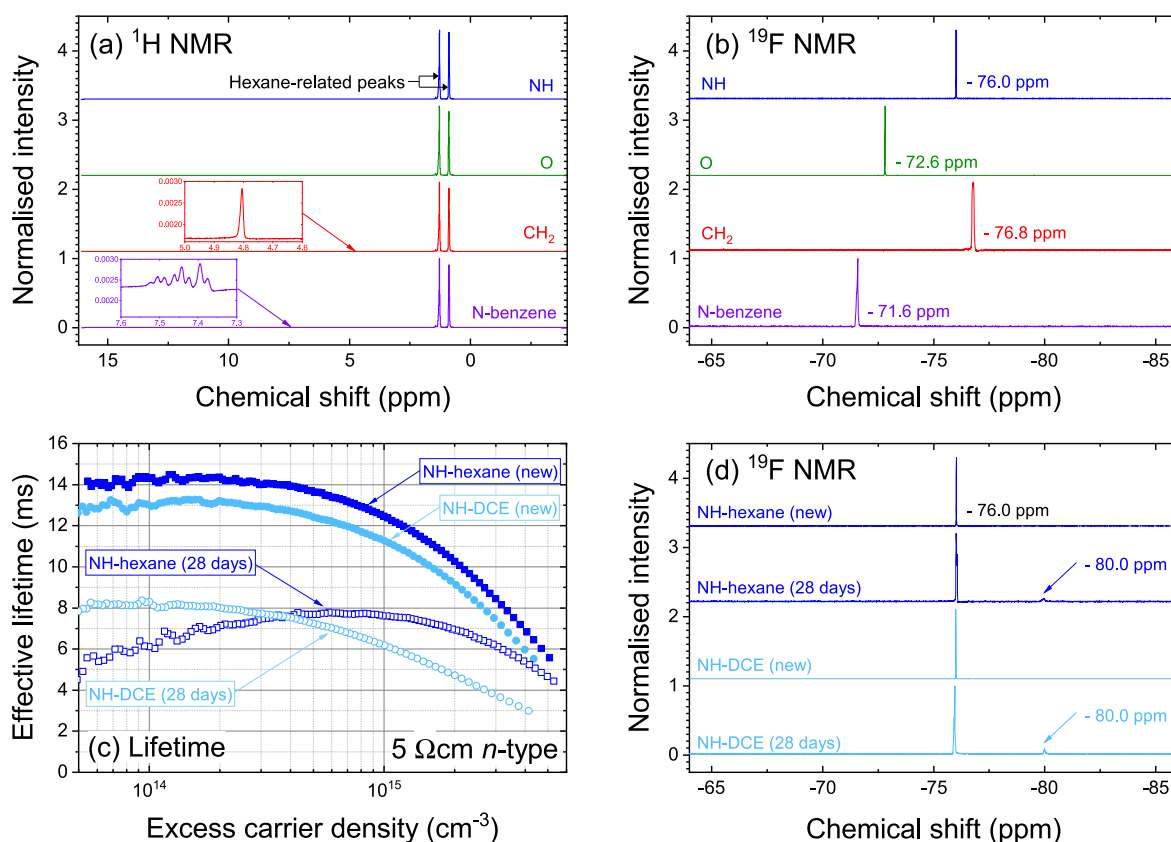 (a) ¹H NMR
Hexane-related peaks
NH
O
CH₂
N-benzene
0.0030
0.0025
0.0020
5.0 4.9 4.8 4.7 4.6
0.0030
0.0025
0.0020
7.6 7.5 7.4 7.3
4
3
2
1
0
Normalised intensity
15 10 5 0
Chemical shift (ppm)
(b) ¹⁹F NMR
NH
- 76.0 ppm
O
- 72.6 ppm
CH₂
- 76.8 ppm
N-benzene
- 71.6 ppm
4
3
2
1
0
Normalised intensity
-65 -70 -75 -80 -85
Chemical shift (ppm)
16
14
12
10
8
6
4
2
0
Effective lifetime (ms)
NH-hexane (new)
NH-DCE (new)
NH-hexane (28 days)
NH-DCE (28 days)
(c) Lifetime
5 Ωcm n-type
10¹⁴ 10¹⁵
Excess carrier density (cm⁻³)
(d) ¹⁹F NMR
NH-hexane (new)
- 76.0 ppm
NH-hexane (28 days)
- 80.0 ppm
NH-DCE (new)
NH-DCE (28 days)
- 80.0 ppm
4
3
2
1
0
Normalised intensity
-65 -70 -75 -80 -85
Chemical shift (ppm)